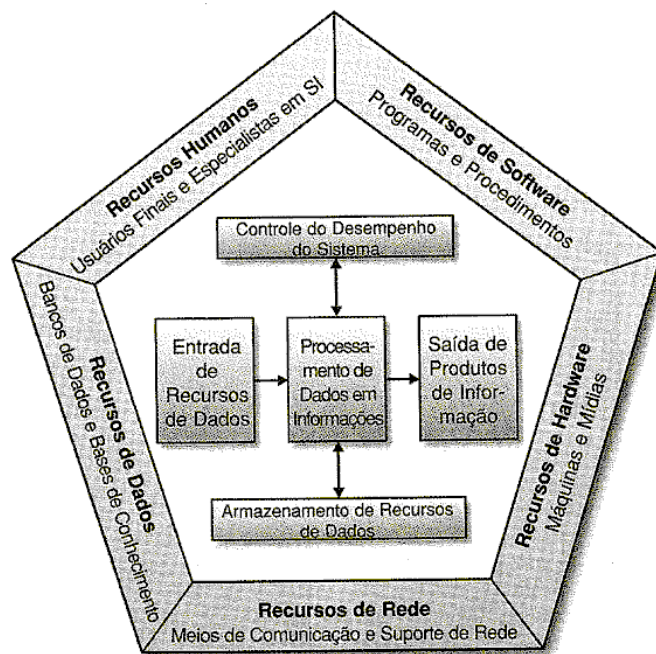 Recursos Humanos
Usuários Finais e Especialistas em SI
Recursos de Software
Programas e Procedimentos
Controle do Desempenho
do Sistema
Entrada
de
Recursos
de Dados
Processa-
mento de
Dados em
Informações
Saída de
Produtos
de Infor-
mação
Armazenamento de Recursos
de Dados
Recursos de Dados
Bancos de Dados e Bases de Conhecimento
Recursos de Hardware
Máquinas e Mídias
Recursos de Rede
Meios de Comunicação e Suporte de Rede